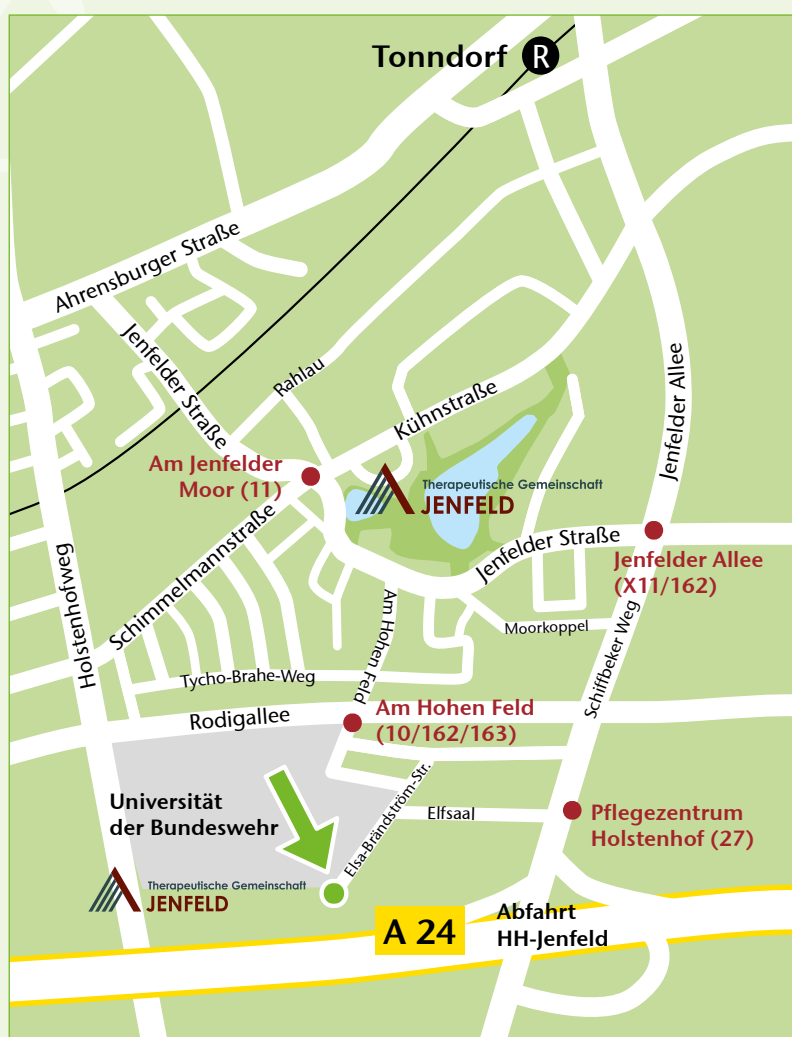 Tonndorf R
Ahrensburger Straße
Jenfelder Straße
Rahlau
Kühnstraße
Jenfelder Allee
Am Jenfelder
Moor (11)
Therapeutische Gemeinschaft
JENFELD
Schimmelmannstraße
Jenfelder Straße
Jenfelder Allee
(X11/162)
Holstenhofweg
Am Hohen Feld
Moorkoppel
Schiffbeker Weg
Tycho-Brahe-Weg
Rodigallee
Am Hohen Feld
(10/162/163)
Universität
der Bundeswehr
Elsa-Brändström-Str.
Elfsaal
Pflegezentrum
Holstenhof (27)
Therapeutische Gemeinschaft
JENFELD
A 24
Abfahrt
HH-Jenfeld